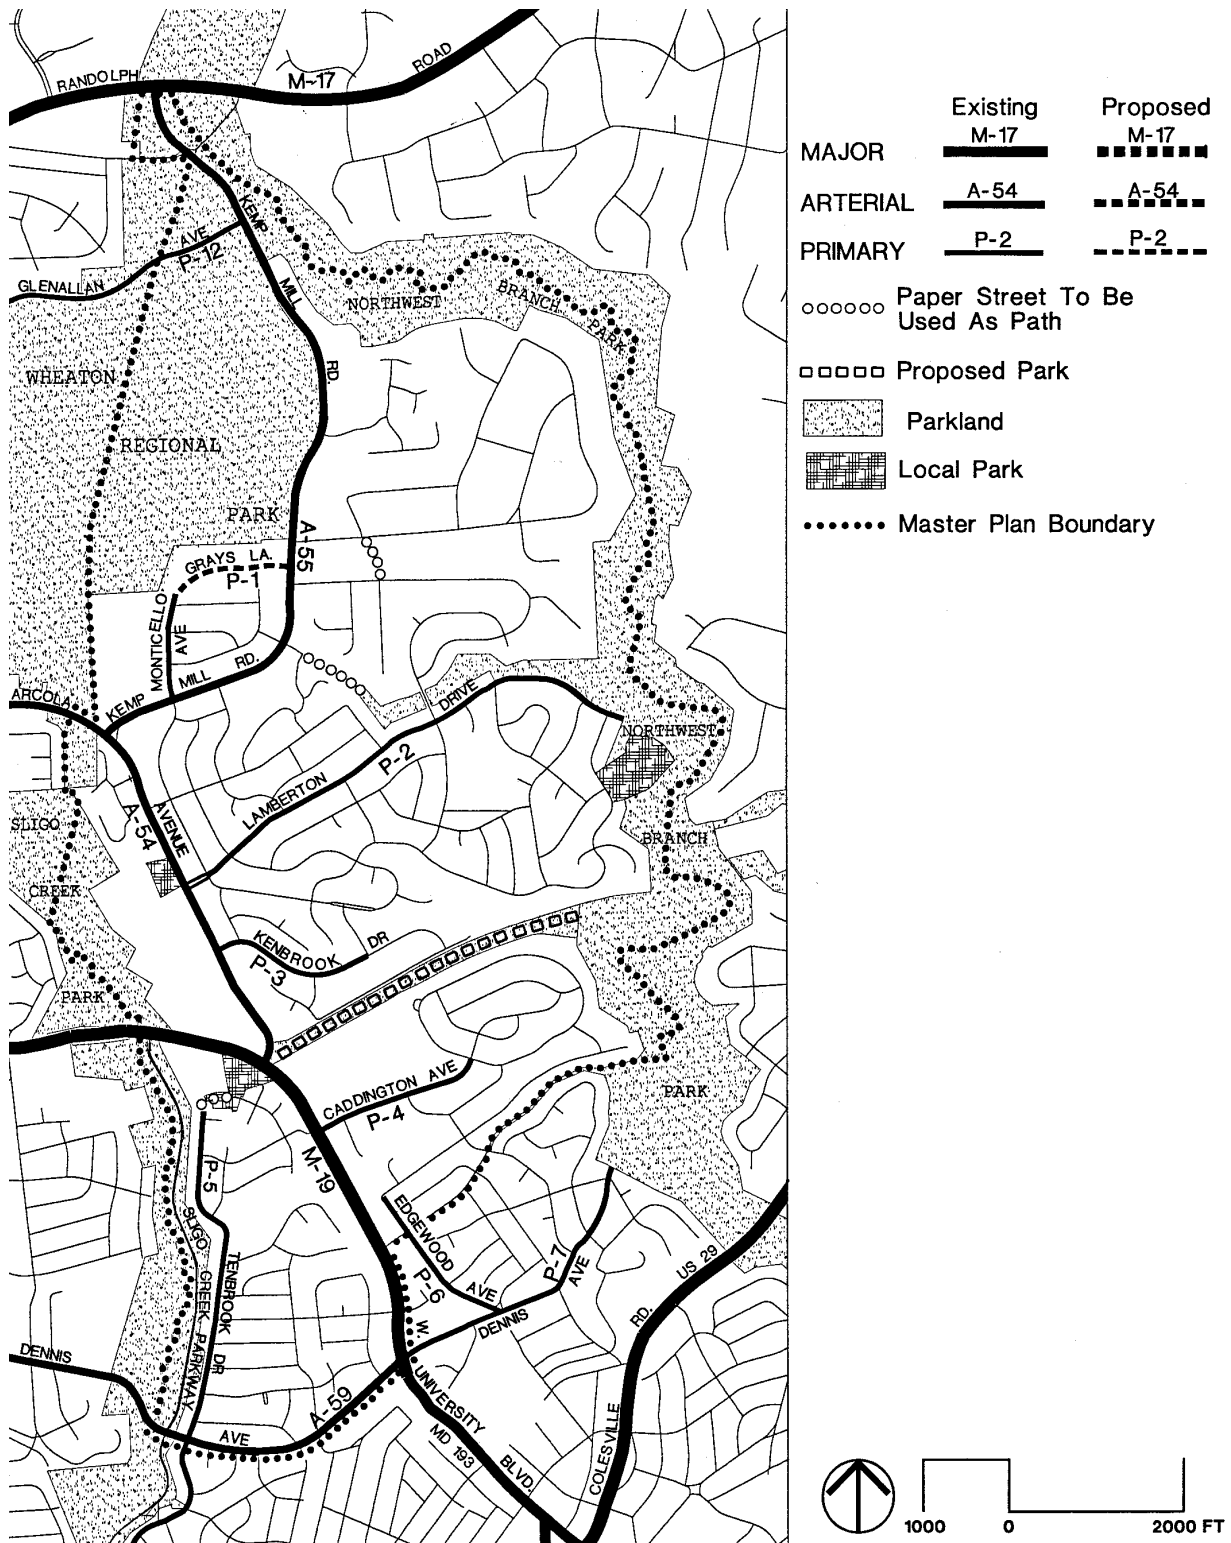 RANDOLPH
M-17
ROAD
KEMP
AVE
P-12
GLENALLAN
MILL
NORTHWEST
BRANCH
PARK
RD.
WHEATON
REGIONAL
PARK
A-55
GRAYS LA.
P-1
MONTICELLO
AVE
ARCOLA
KEMP
MILL
RD.
DRIVE
NORTHWEST
P-2
LAMBERTON
A-54
AVENUE
SLIGO
BRANCH
CREEK
KENBROOK
DR
P-3
PARK
PARK
CADDINGTON AVE
P-4
M-19
P-5
EDGEWOOD
SLIGO
TENBROOK
P-7
AVE
US 29
P-6
AVE
CREEK
RD.
W.
DENNIS
DENNIS
PARKWAY
DR
A-59
UNIVERSITY
AVE
MD 193
BLVD.
COLESVILLE
Existing
Proposed
M-17
M-17
MAJOR
A-54
A-54
ARTERIAL
P-2
P-2
PRIMARY
Paper Street To Be
Used As Path
Proposed Park
Parkland
Local Park
Master Plan Boundary
1000
0
2000 FT